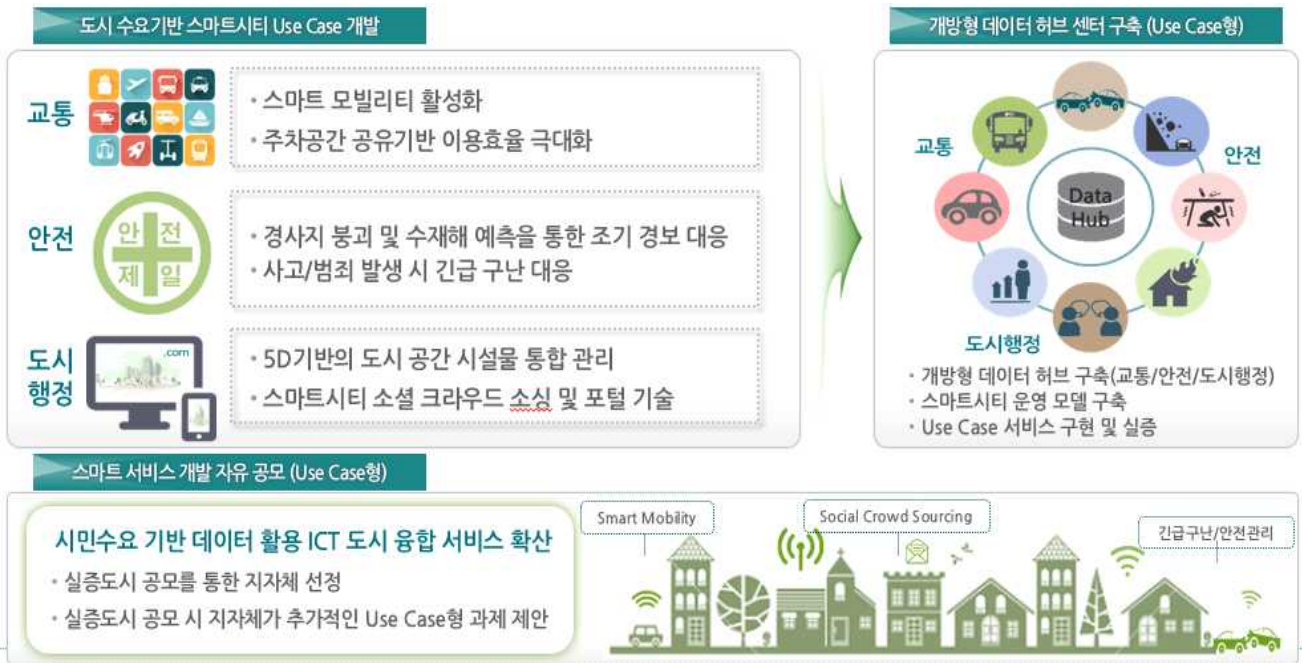 도시 수요기반 스마트시티 Use Case 개발
교통
• 스마트 모빌리티 활성화
• 주차공간 공유기반 이용효율 극대화
안전
안 전
제 일
• 경사지 붕괴 및 수재해 예측을 통한 조기 경보 대응
• 사고/범죄 발생 시 긴급 구난 대응
도시
행정
.com
• 5D기반의 도시 공간 시설물 통합 관리
• 스마트시티 소셜 크라우드 소싱 및 포털 기술
개방형 데이터 허브 센터 구축 (Use Case형)
교통
안전
Data
Hub
도시행정
• 개방형 데이터 허브 구축(교통/안전/도시행정)
• 스마트시티 운영 모델 구축
• Use Case 서비스 구현 및 실증
스마트 서비스 개발 자유 공모 (Use Case형)
시민수요 기반 데이터 활용 ICT 도시 융합 서비스 확산
• 실증도시 공모를 통한 지자체 선정
• 실증도시 공모 시 지자체가 추가적인 Use Case형 과제 제안
Smart Mobility
Social Crowd Sourcing
긴급구난/안전관리